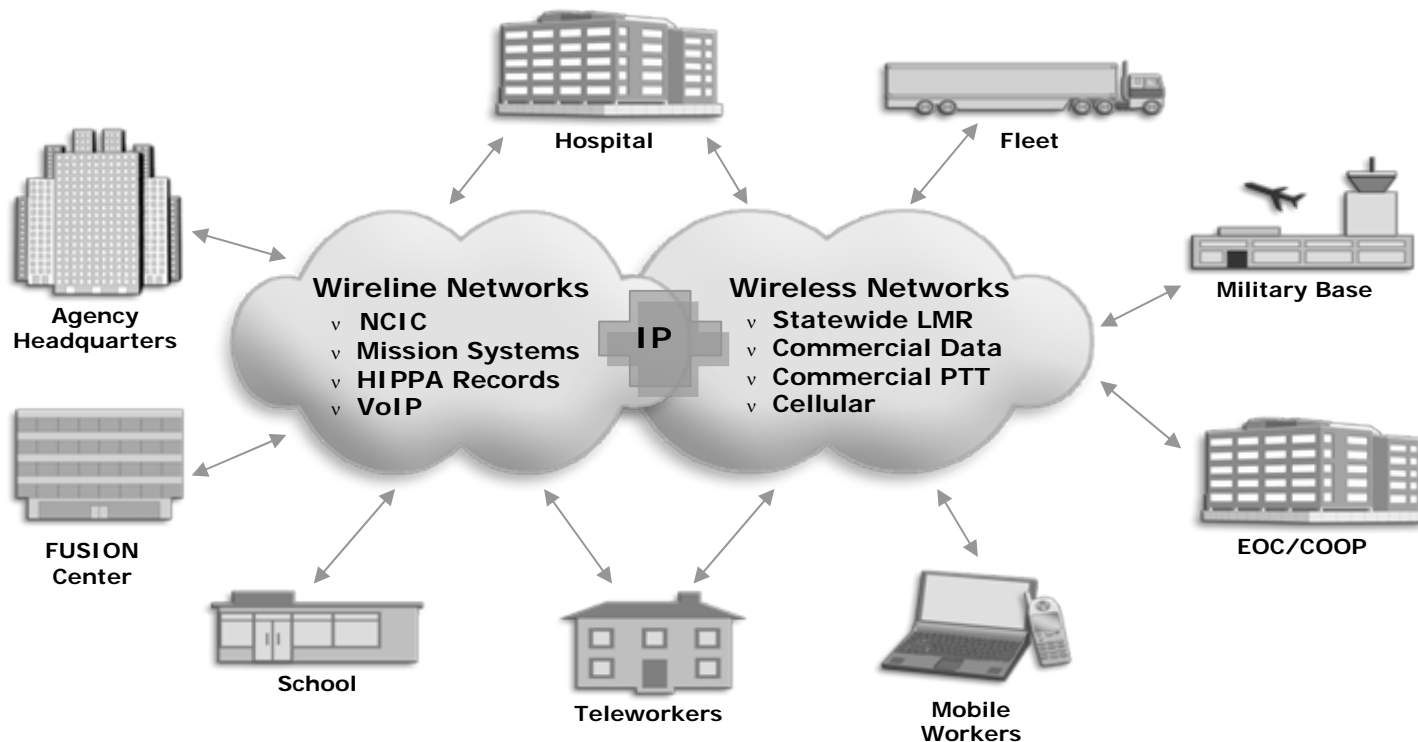 Hospital
Fleet
Agency
Headquarters
Military Base
Wireline Networks
ν NCIC
ν Mission Systems
ν HIPPA Records
ν VoIP
IP
Wireless Networks
ν Statewide LMR
ν Commercial Data
ν Commercial PTT
ν Cellular
FUSION
Center
EOC/COOP
School
Teleworkers
Mobile
Workers